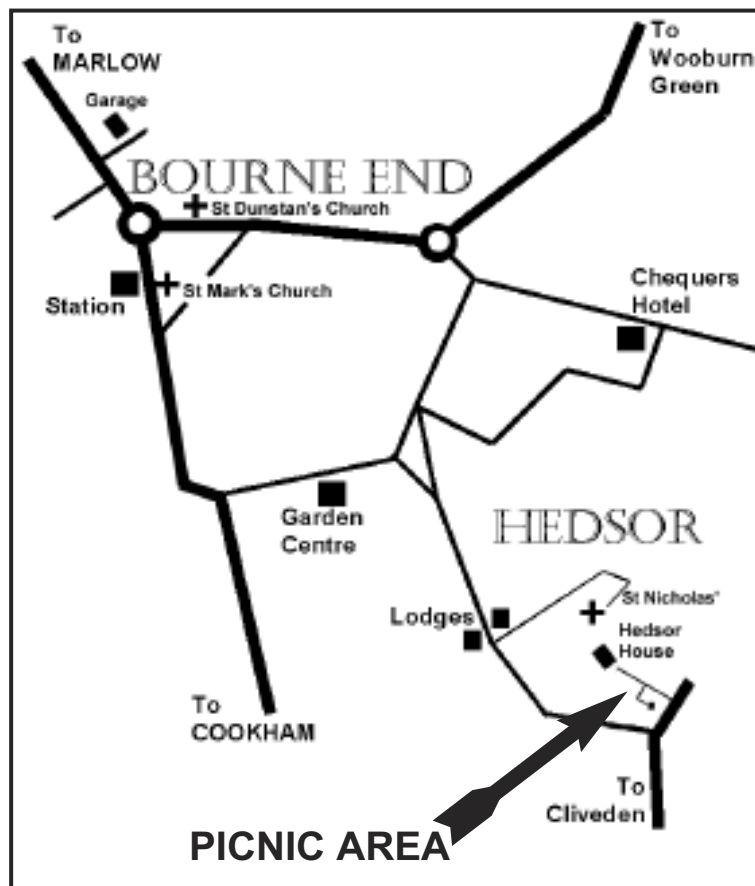 To
MARLOW
Garage
To
Wooburn
Green
BOURNE END
St Dunstan's Church
Station
St Mark's Church
Chequers
Hotel
Garden
Centre
HEDSOR
Lodges
St Nicholas'
Hedsor
House
To
COOKHAM
To
Cliveden
PICNIC AREA